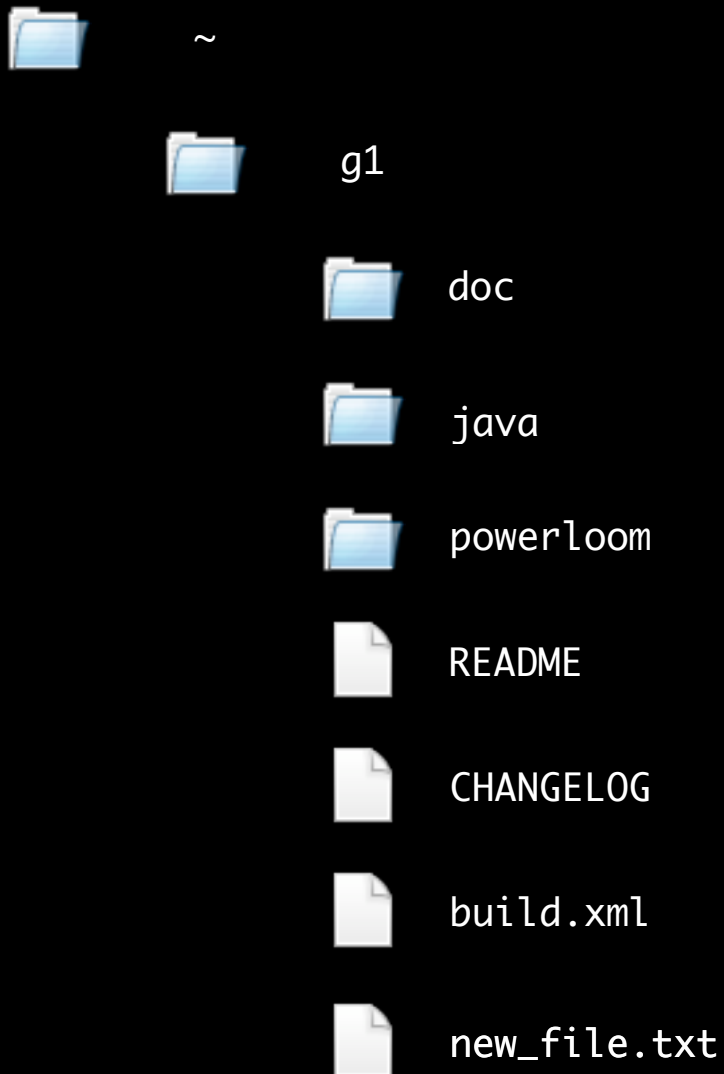 ~
g1
doc
java
powerloom
README
CHANGELOG
build.xml
new_file.txt